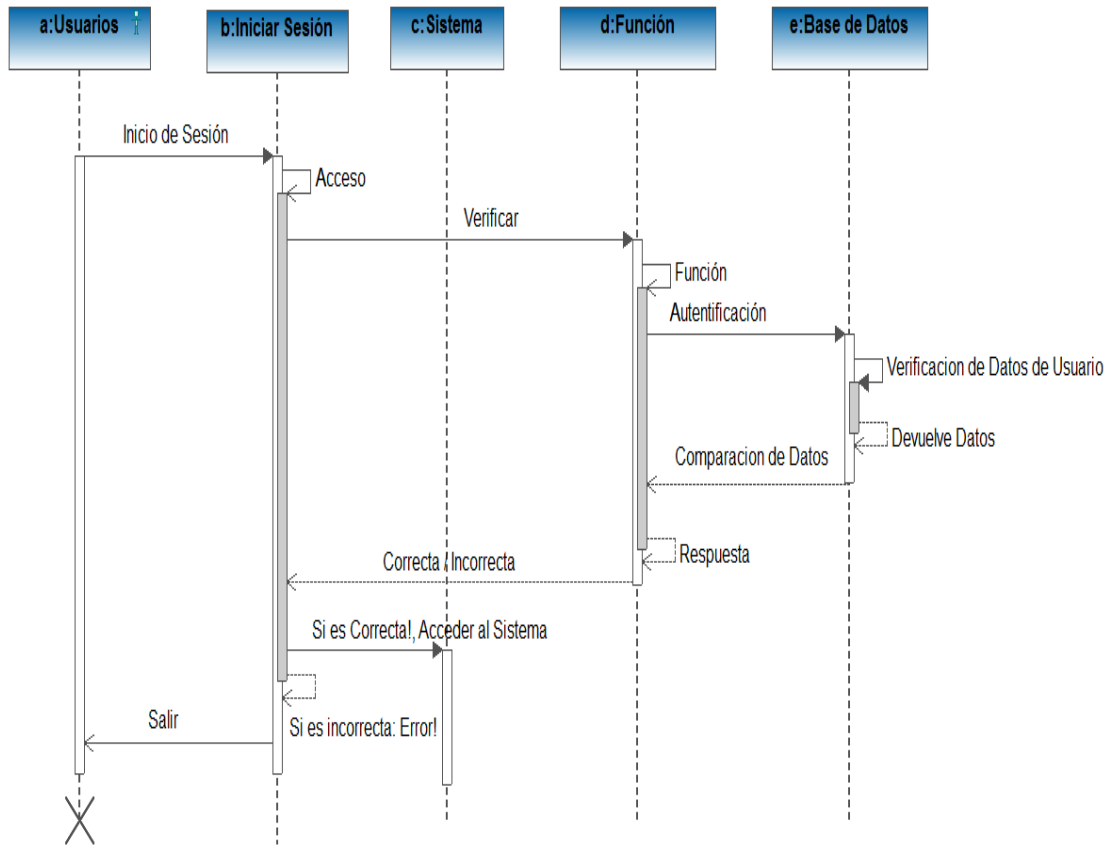 a:Usuarios
b:Iniciar Sesión
c:Sistema
d:Función
e:Base de Datos
Inicio de Sesión
Acceso
Verificar
Función
Autentificación
Verificacion de Datos de Usuario
Devuelve Datos
Comparacion de Datos
Respuesta
Correcta / Incorrecta
Si es Correcta!, Acceder al Sistema
Salir
Si es incorrecta: Error!